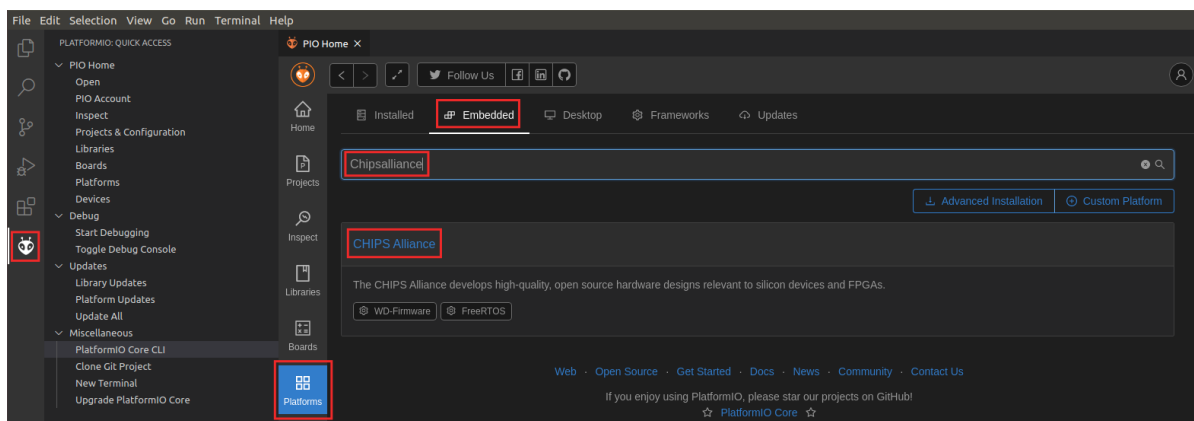 File Edit Selection View Go Run Terminal Help
PLATFORMIO: QUICK ACCESS
PIO Home
Open
PIO Account
Inspect
Projects & Configuration
Libraries
Boards
Platforms
Devices
Debug
Start Debugging
Toggle Debug Console
Updates
Library Updates
Platform Updates
Update All
Miscellaneous
PlatformIO Core CLI
Clone Git Project
New Terminal
Upgrade PlatformIO Core
PIO Home
Follow Us
Home
Projects
Inspect
Libraries
Boards
Platforms
Installed Embedded Desktop Frameworks Updates
Chipsalliance
Advanced Installation Custom Platform
CHIPS Alliance
The CHIPS Alliance develops high-quality, open source hardware designs relevant to silicon devices and FPGAs.
WD-Firmware FreeRTOS
Web · Open Source · Get Started · Docs · News · Community · Contact Us
If you enjoy using PlatformIO, please star our projects on GitHub!
☆ PlatformIO Core ☆